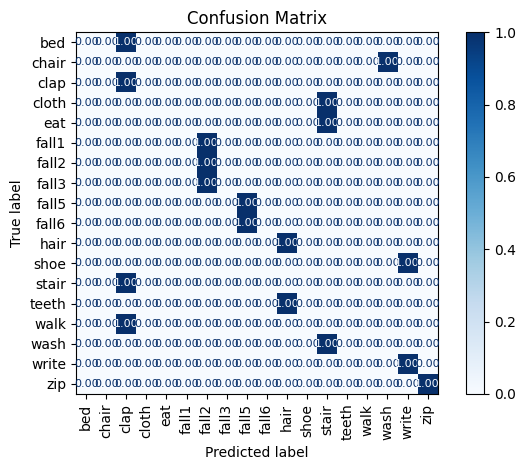 Confusion Matrix
bed 0.00 0.00 1.00 0.00 0.00 0.00 0.00 0.00 0.00 0.00 0.00 0.00 0.00 0.00 0.00 0.00 0.00 0.00
chair 0.00 0.00 0.00 0.00 0.00 0.00 0.00 0.00 0.00 0.00 0.00 0.00 0.00 0.00 0.00 1.00 0.00 0.00
clap 0.00 0.00 1.00 0.00 0.00 0.00 0.00 0.00 0.00 0.00 0.00 0.00 0.00 0.00 0.00 0.00 0.00 0.00
cloth 0.00 0.00 0.00 0.00 0.00 0.00 0.00 0.00 0.00 0.00 0.00 0.00 1.00 0.00 0.00 0.00 0.00 0.00
eat 0.00 0.00 0.00 0.00 0.00 0.00 0.00 0.00 0.00 0.00 0.00 0.00 1.00 0.00 0.00 0.00 0.00 0.00
fall1 0.00 0.00 0.00 0.00 0.00 0.00 1.00 0.00 0.00 0.00 0.00 0.00 0.00 0.00 0.00 0.00 0.00 0.00
fall2 0.00 0.00 0.00 0.00 0.00 0.00 1.00 0.00 0.00 0.00 0.00 0.00 0.00 0.00 0.00 0.00 0.00 0.00
fall3 0.00 0.00 0.00 0.00 0.00 0.00 1.00 0.00 0.00 0.00 0.00 0.00 0.00 0.00 0.00 0.00 0.00 0.00
fall5 0.00 0.00 0.00 0.00 0.00 0.00 0.00 0.00 1.00 0.00 0.00 0.00 0.00 0.00 0.00 0.00 0.00 0.00
fall6 0.00 0.00 0.00 0.00 0.00 0.00 0.00 0.00 1.00 0.00 0.00 0.00 0.00 0.00 0.00 0.00 0.00 0.00
hair 0.00 0.00 0.00 0.00 0.00 0.00 0.00 0.00 0.00 0.00 1.00 0.00 0.00 0.00 0.00 0.00 0.00 0.00
shoe 0.00 0.00 0.00 0.00 0.00 0.00 0.00 0.00 0.00 0.00 0.00 0.00 0.00 0.00 0.00 0.00 1.00 0.00
stair 0.00 0.00 1.00 0.00 0.00 0.00 0.00 0.00 0.00 0.00 0.00 0.00 0.00 0.00 0.00 0.00 0.00 0.00
teeth 0.00 0.00 0.00 0.00 0.00 0.00 0.00 0.00 0.00 0.00 1.00 0.00 0.00 0.00 0.00 0.00 0.00 0.00
walk 0.00 0.00 1.00 0.00 0.00 0.00 0.00 0.00 0.00 0.00 0.00 0.00 0.00 0.00 0.00 0.00 0.00 0.00
wash 0.00 0.00 0.00 0.00 0.00 0.00 0.00 0.00 0.00 0.00 0.00 0.00 1.00 0.00 0.00 0.00 0.00 0.00
write 0.00 0.00 0.00 0.00 0.00 0.00 0.00 0.00 0.00 0.00 0.00 0.00 0.00 0.00 0.00 0.00 1.00 0.00
zip 0.00 0.00 0.00 0.00 0.00 0.00 0.00 0.00 0.00 0.00 0.00 0.00 0.00 0.00 0.00 0.00 0.00 1.00
True label
bed chair clap cloth eat fall1 fall2 fall3 fall5 fall6 hair shoe stair teeth walk wash write zip
Predicted label
1.0
0.8
0.6
0.4
0.2
0.0